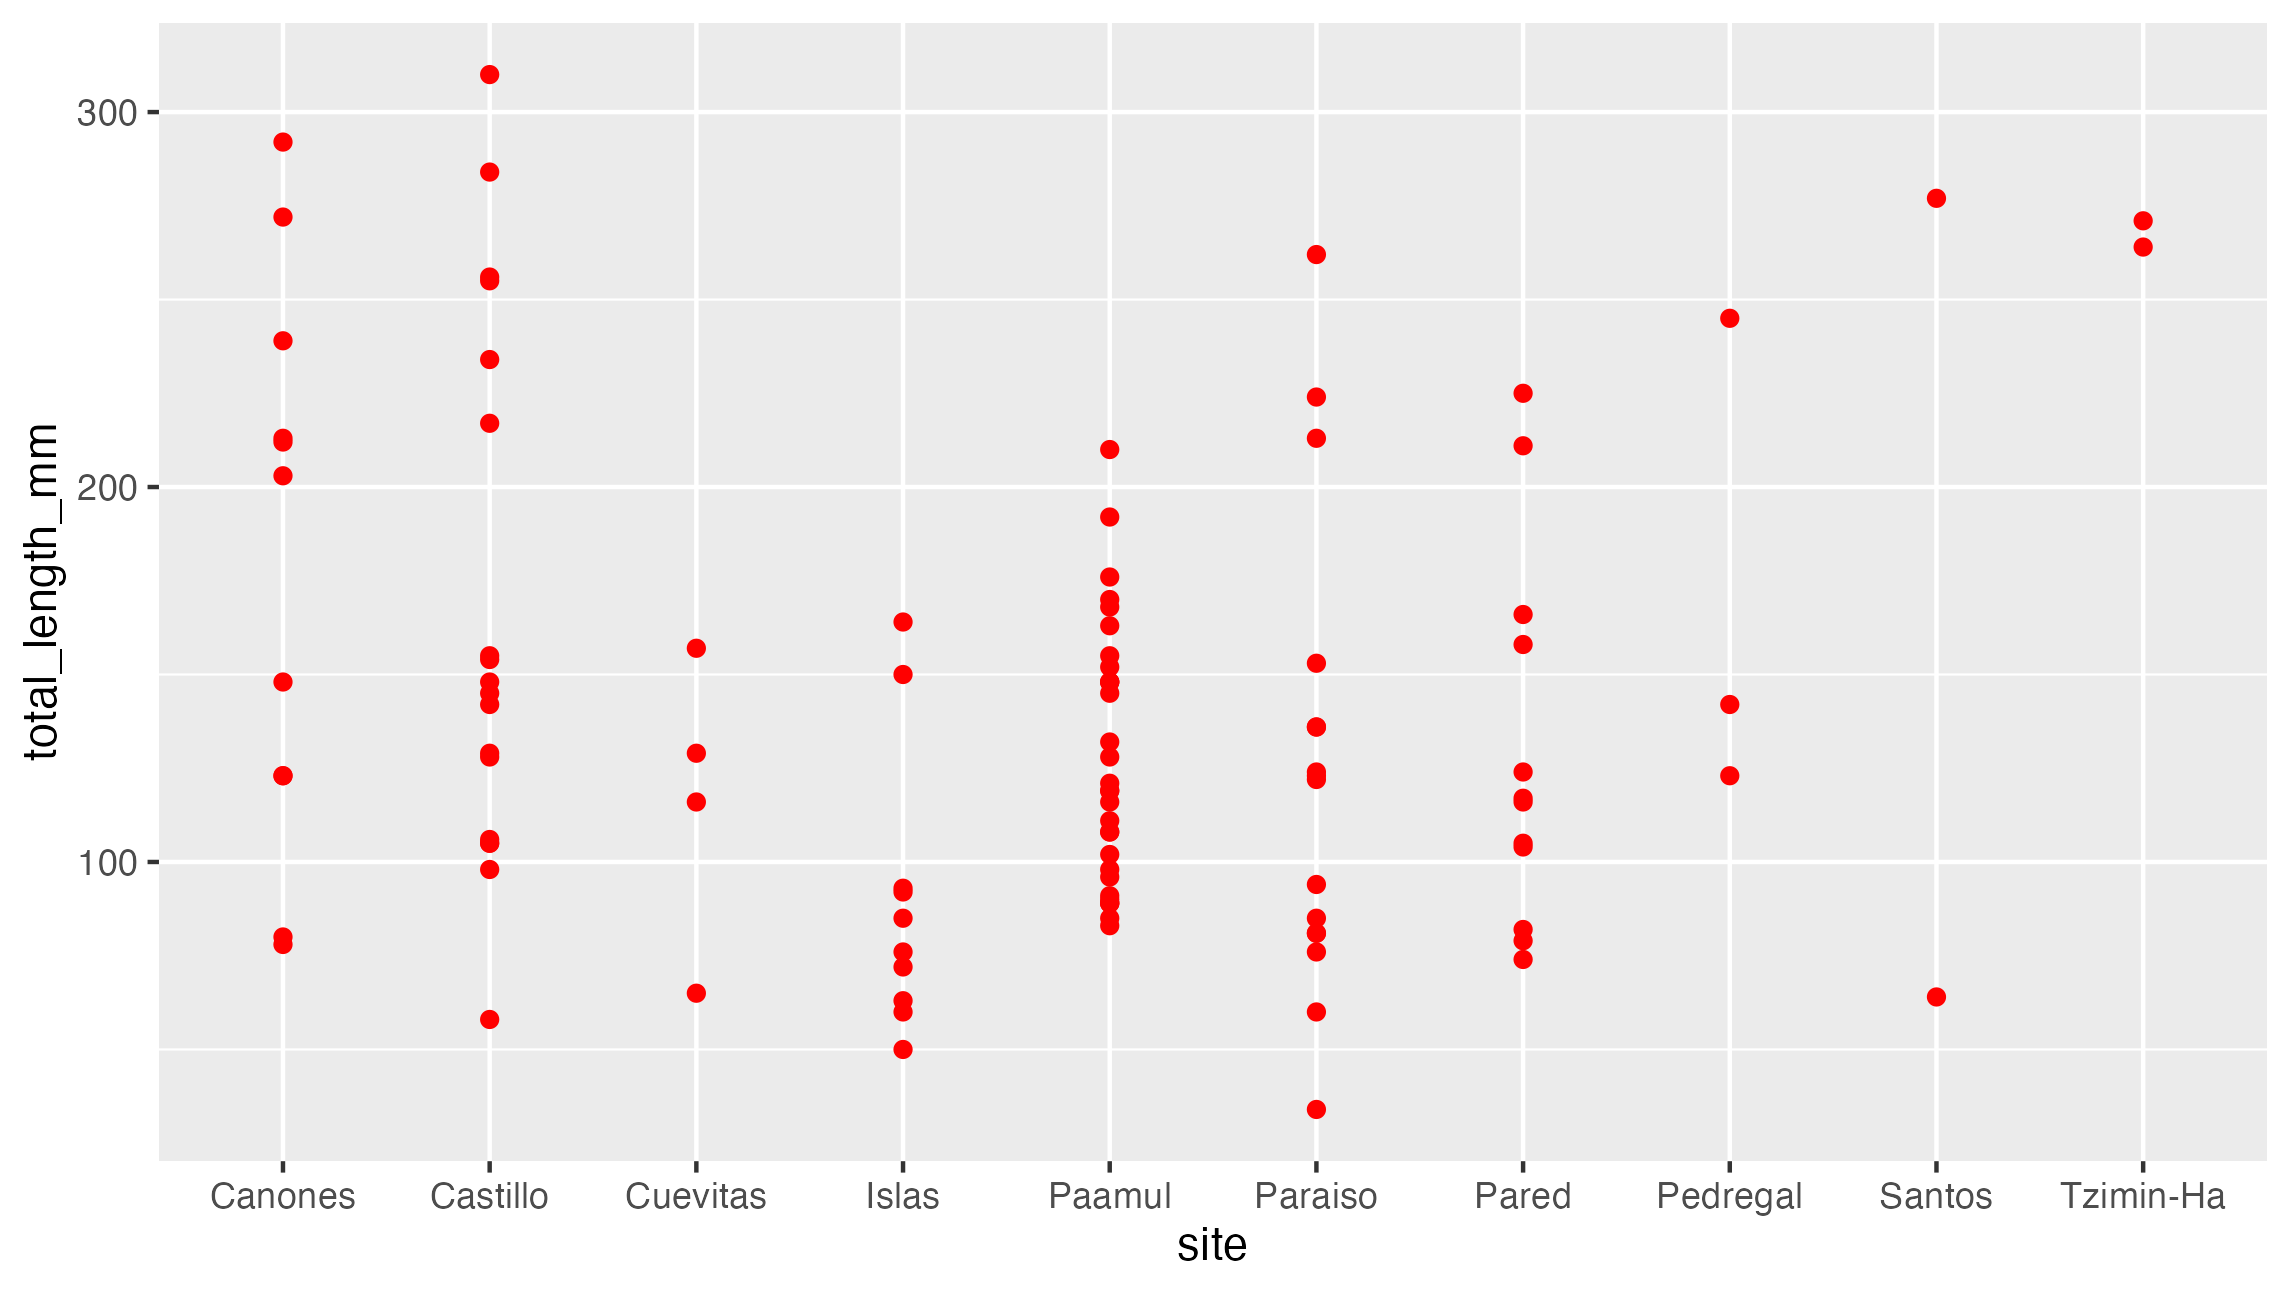 total_length_mm
300
200
100
Canones Castillo Cuevitas Islas Paamul Paraiso Pared Pedregal Santos Tzimin-Ha
site